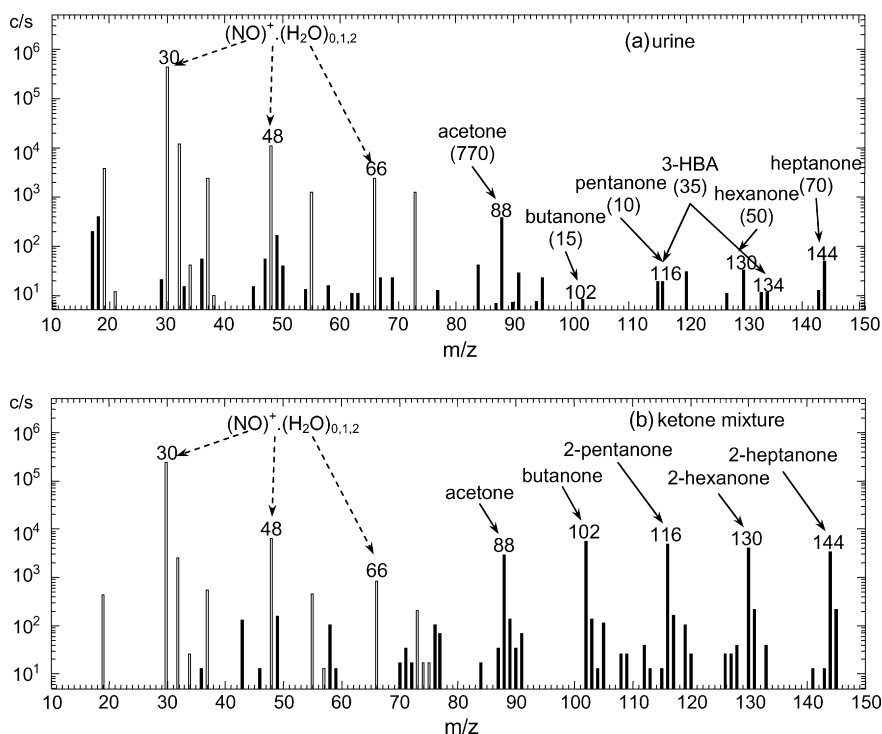 c/s
(NO)⁺.(H₂O)₀,₁,₂
(a) urine
10⁶
10⁵
10⁴
10³
10²
10¹
30
48
66
acetone
(770)
88
butanone
(15)
102
pentanone
(10)
116
3-HBA
(35)
hexanone
(50)
130
134
heptanone
(70)
144
10 20 30 40 50 60 70 80 90 100 110 120 130 140 150
m/z
c/s
(NO)⁺.(H₂O)₀,₁,₂
(b) ketone mixture
10⁶
10⁵
10⁴
10³
10²
10¹
30
48
66
acetone
88
butanone
102
2-pentanone
116
2-hexanone
130
2-heptanone
144
10 20 30 40 50 60 70 80 90 100 110 120 130 140 150
m/z